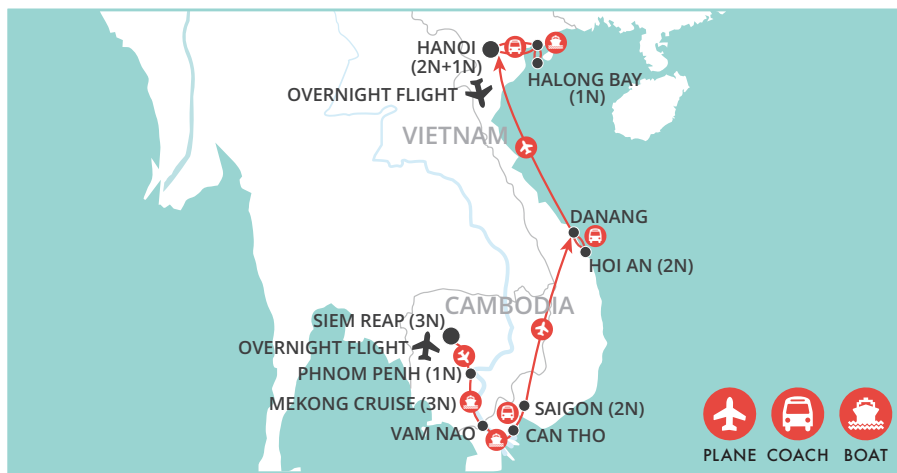 HANOI
(2N+1N)
OVERNIGHT FLIGHT
HALONG BAY
(1N)
VIETNAM
DANANG
HOI AN (2N)
CAMBODIA
SIEM REAP (3N)
OVERNIGHT FLIGHT
PHNOM PENH (1N)
MEKONG CRUISE (3N)
SAIGON (2N)
VAM NAO
CAN THO
PLANE
COACH
BOAT